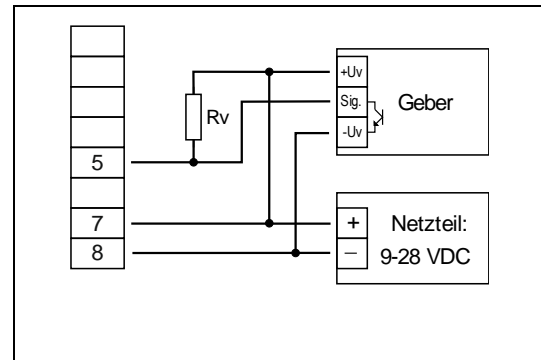 +Uv
Sig.
-Uv
Geber
Rv
5
7
8
+
−
Netzteil:
9-28 VDC